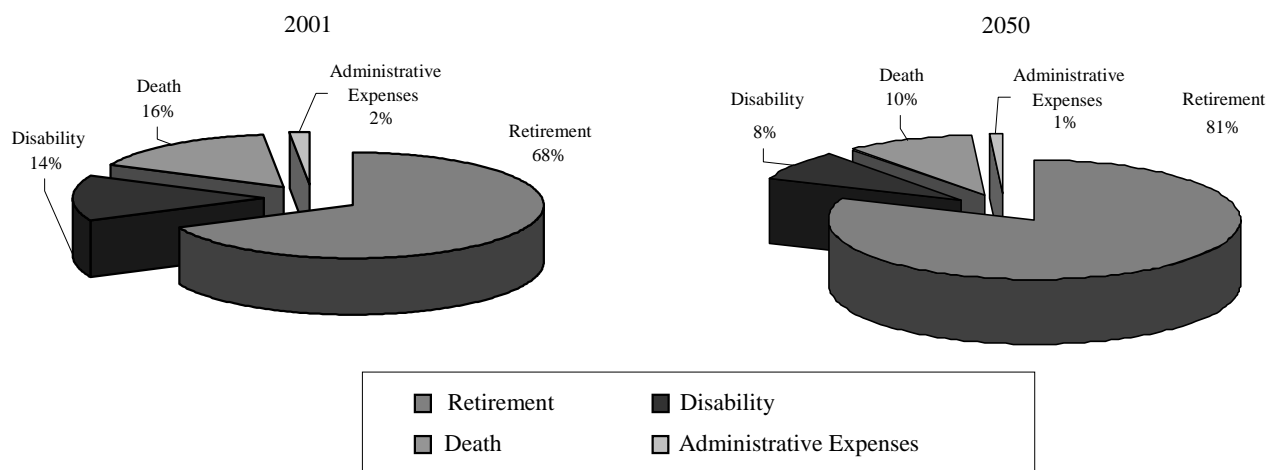 2001
Administrative
Expenses
2%
Death
16%
Disability
14%
Retirement
68%
2050
Administrative
Expenses
1%
Death
10%
Disability
8%
Retirement
81%
Retirement
Disability
Death
Administrative Expenses